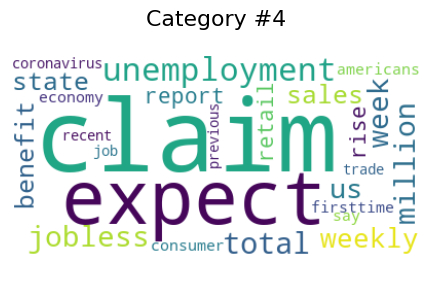 Category #4
coronavirus
unemployment
americans
state
economy
report
sales
claim
benefit
recent
job
previous
retail
rise
week
million
trade
expect
us
firsttime
say
jobless
consumer
total
weekly